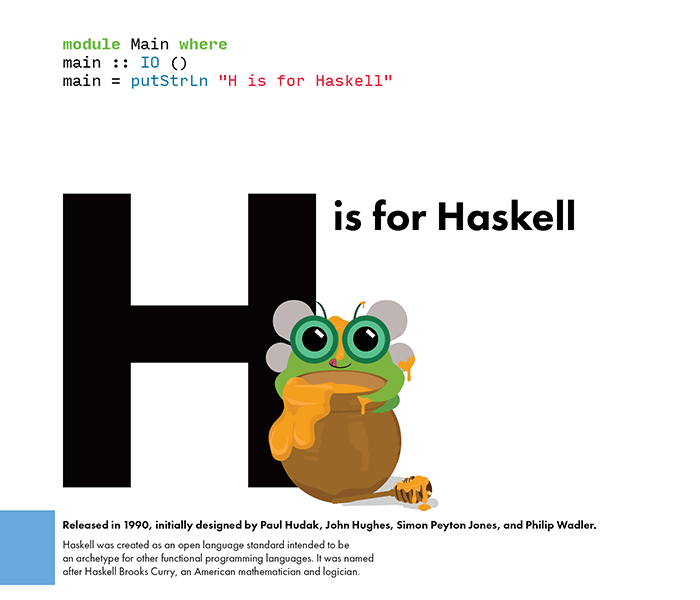 module Main where
main :: IO ()
main = putStrLn "H is for Haskell"
H is for Haskell
Released in 1990, initially designed by Paul Hudak, John Hughes, Simon Peyton Jones, and Philip Wadler.
Haskell was created as an open language standard intended to be
an archetype for other functional programming languages. It was named
after Haskell Brooks Curry, an American mathematician and logician.